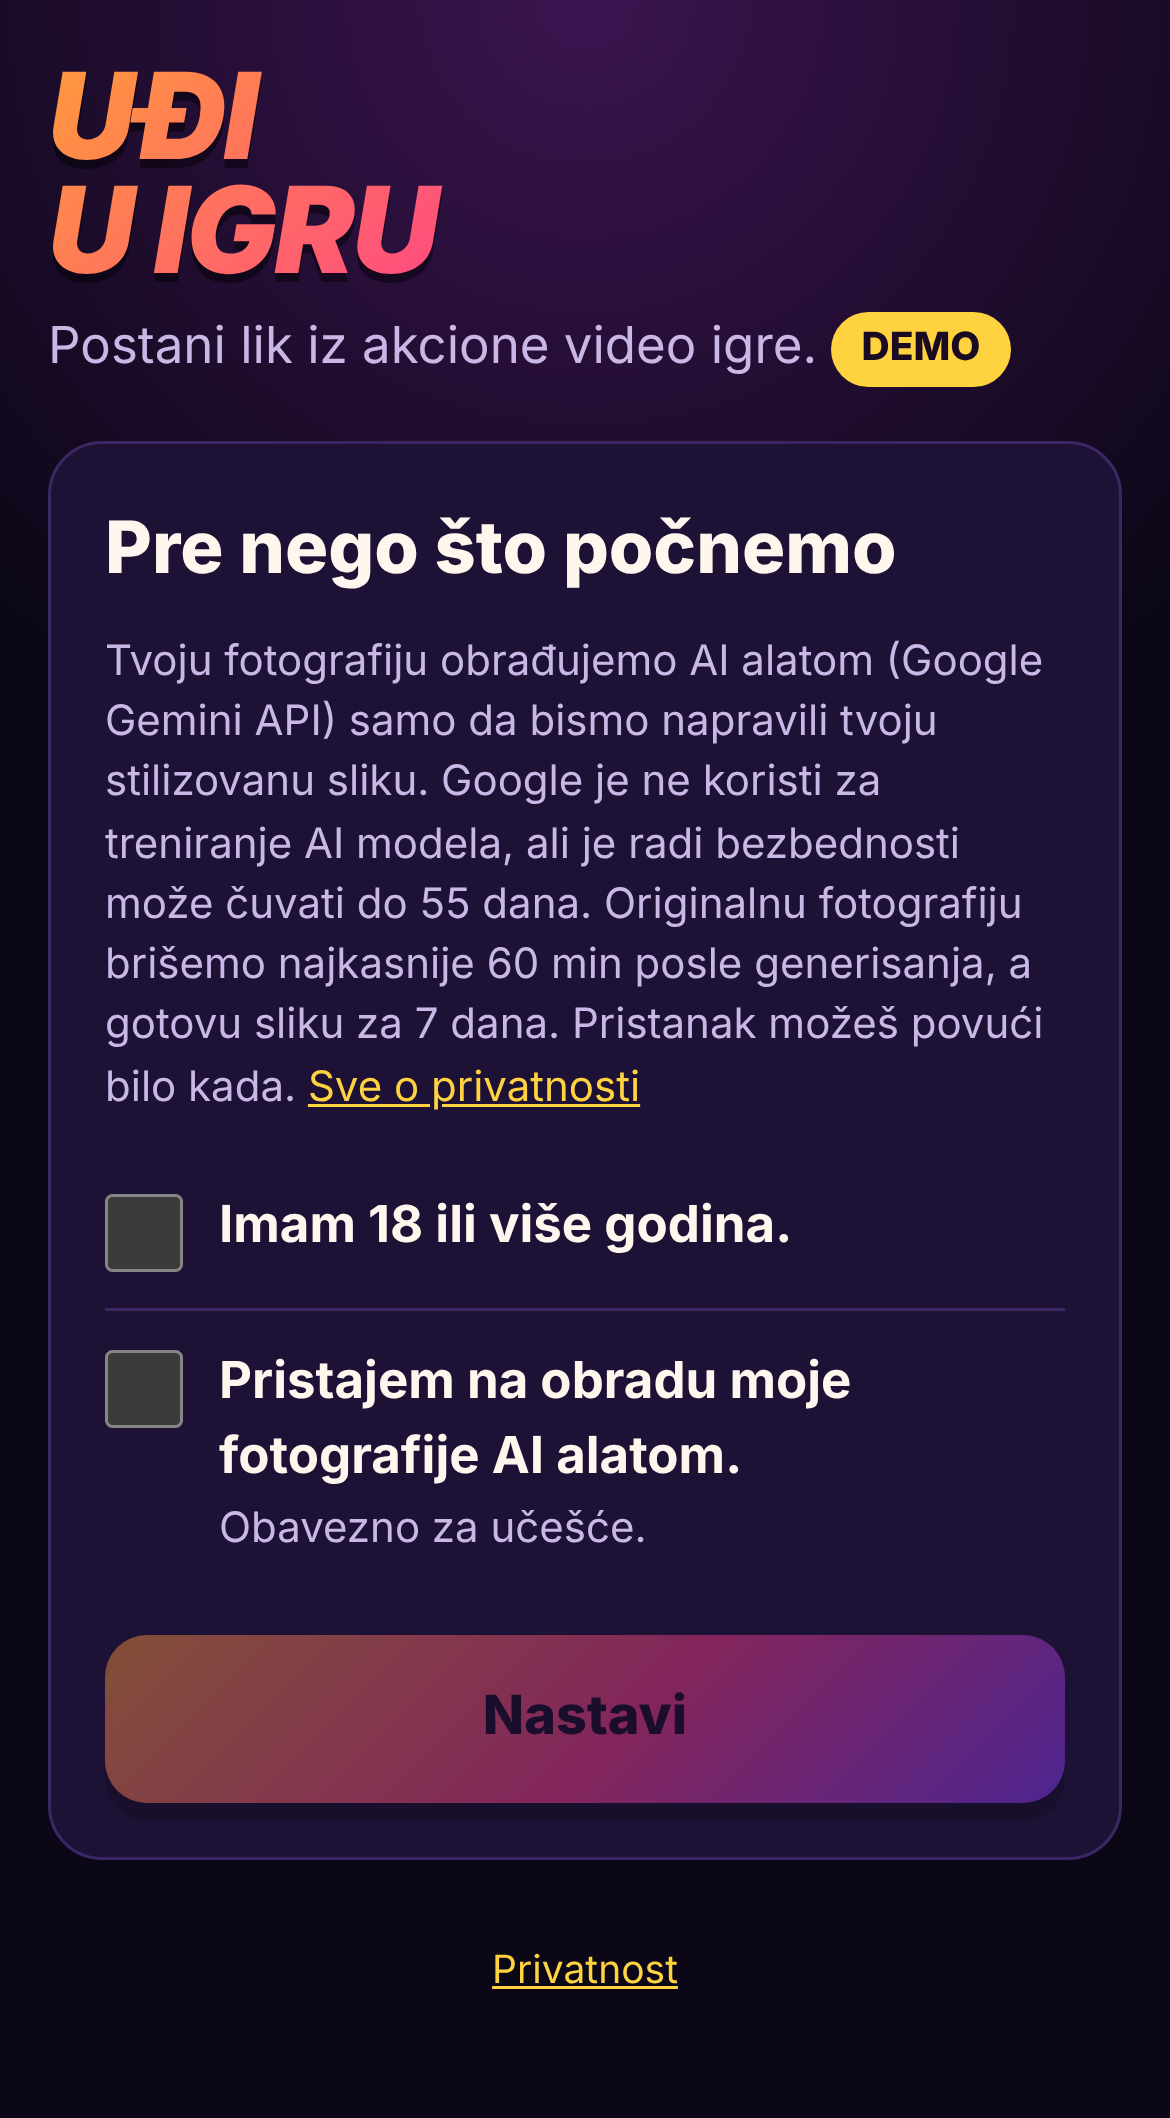 UĐI
U IGRU
Postani lik iz akcione video igre. DEMO
Pre nego što počnemo
Tvoju fotografiju obrađujemo AI alatom (Google
Gemini API) samo da bismo napravili tvoju
stilizovanu sliku. Google je ne koristi za
treniranje AI modela, ali je radi bezbednosti
može čuvati do 55 dana. Originalnu fotografiju
brišemo najkasnije 60 min posle generisanja, a
gotovu sliku za 7 dana. Pristanak možeš povući
bilo kada. Sve o privatnosti
Imam 18 ili više godina.
Pristajem na obradu moje
fotografije AI alatom.
Obavezno za učešće.
Nastavi
Privatnost